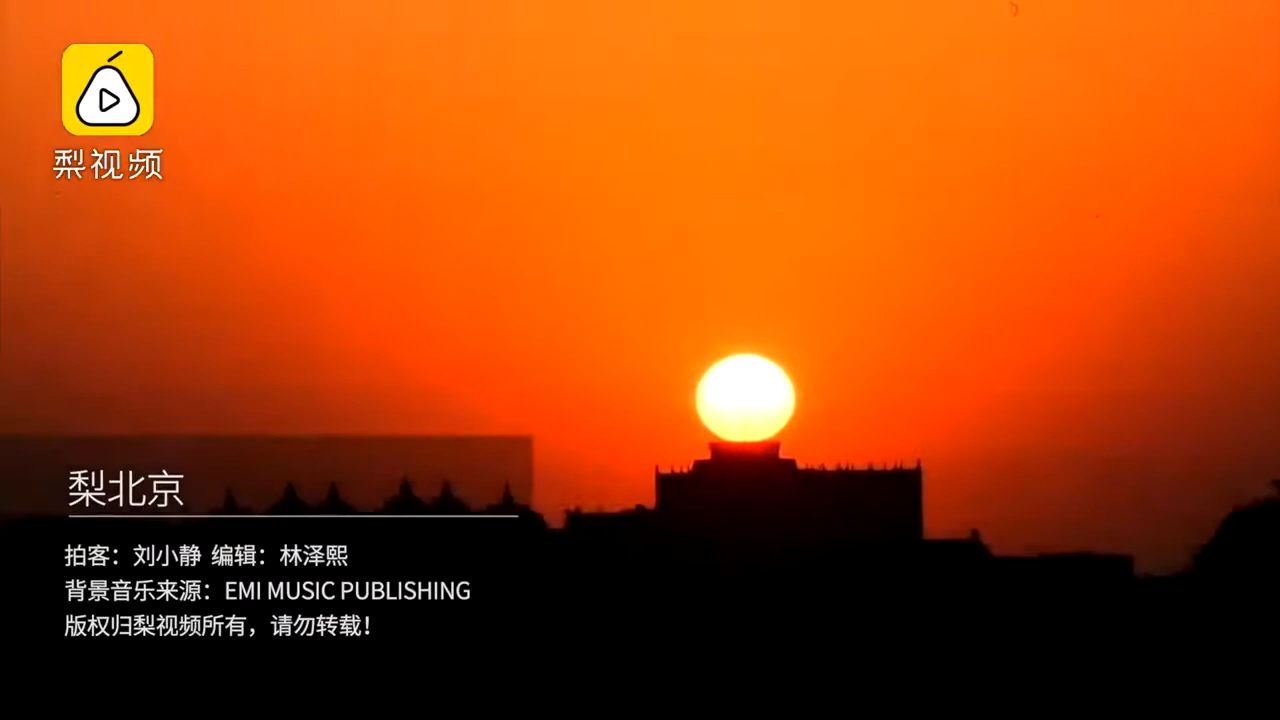 梨视频
梨北京
拍客：刘小静 编辑：林泽熙
背景音乐来源：EMI MUSIC PUBLISHING
版权归梨视频所有，请勿转载！